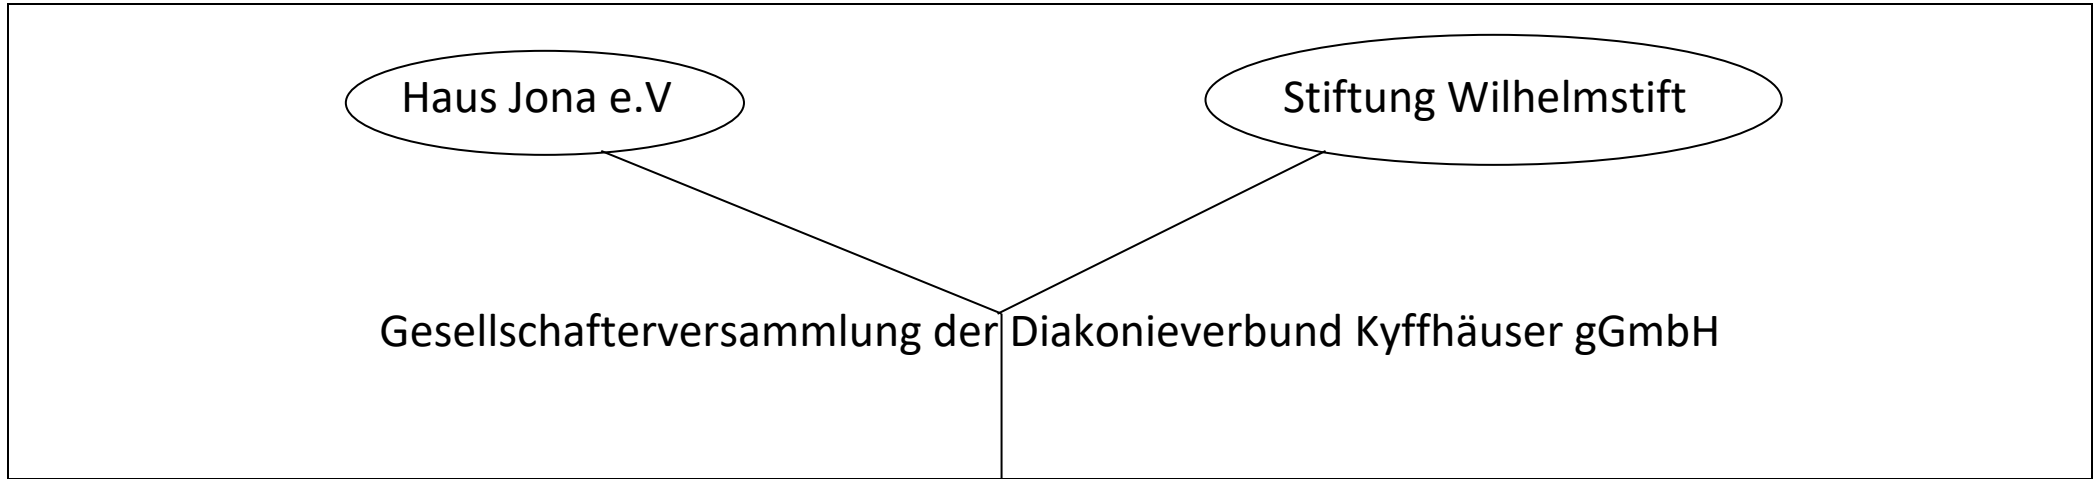 Haus Jona e.V
Stiftung Wilhelmstift
Gesellschafterversammlung der Diakonieverbund Kyffhäuser gGmbH